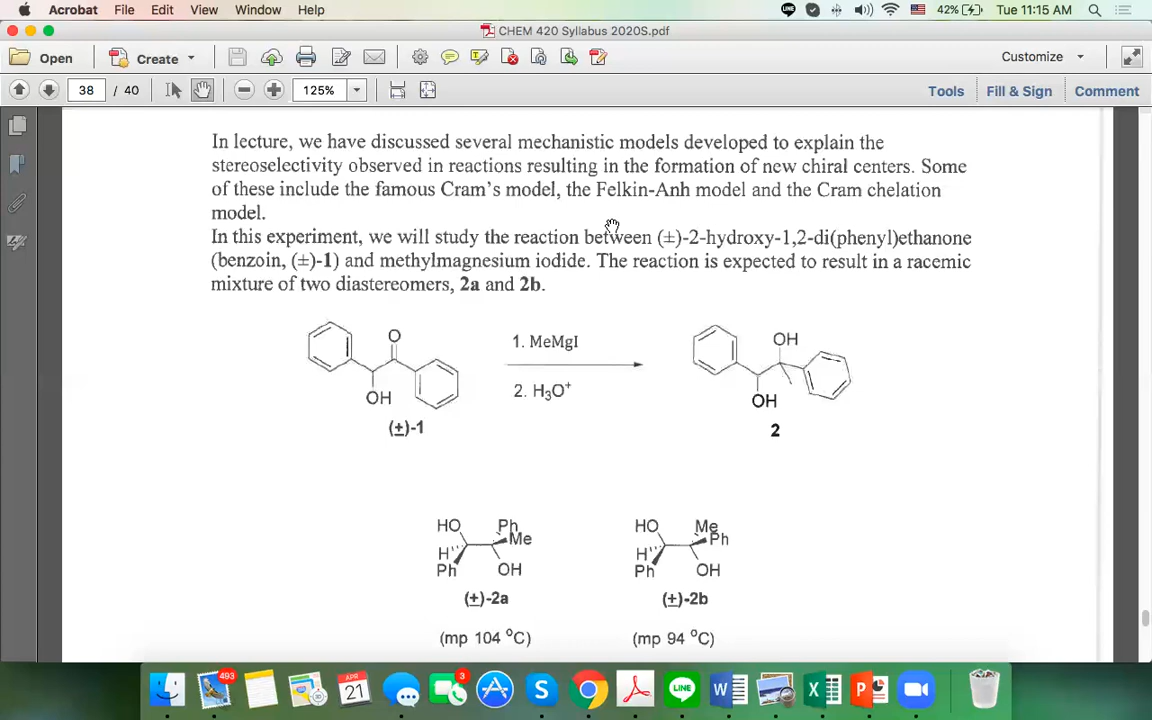 Acrobat File Edit View Window Help 42% Tue 11:15 AM
CHEM 420 Syllabus 2020S.pdf
Open Create Customize
38 / 40 125% Tools Fill & Sign Comment
In lecture, we have discussed several mechanistic models developed to explain the
stereoselectivity observed in reactions resulting in the formation of new chiral centers. Some
of these include the famous Cram's model, the Felkin-Anh model and the Cram chelation
model.
In this experiment, we will study the reaction between (±)-2-hydroxy-1,2-di(phenyl)ethanone
(benzoin, (±)-1) and methylmagnesium iodide. The reaction is expected to result in a racemic
mixture of two diastereomers, 2a and 2b.
O
OH
1. MeMgI
2. H₃O⁺
OH
OH
(±)-1
2
HO Ph
Me
H
Ph OH
(±)-2a
(mp 104 °C)
HO Me
Ph
H
Ph OH
(±)-2b
(mp 94 °C)
493
APR
21
3
LINE